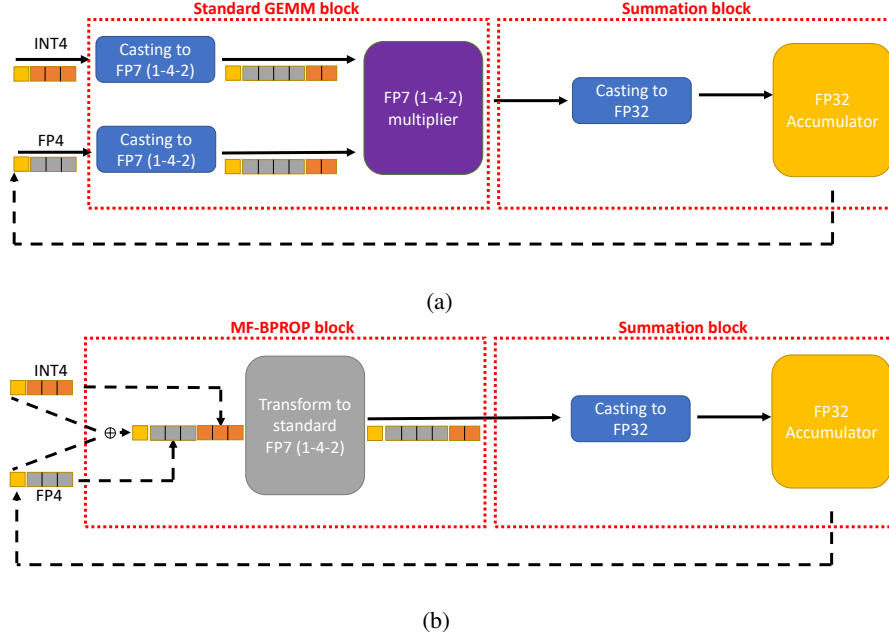 Standard GEMM block
Summation block
INT4
Casting to
FP7 (1-4-2)
FP7 (1-4-2)
multiplier
Casting to
FP32
FP32
Accumulator
FP4
Casting to
FP7 (1-4-2)
(a)
MF-BPROP block
Summation block
INT4
Transform to
standard
FP7 (1-4-2)
Casting to
FP32
FP32
Accumulator
⊕
FP4
(b)